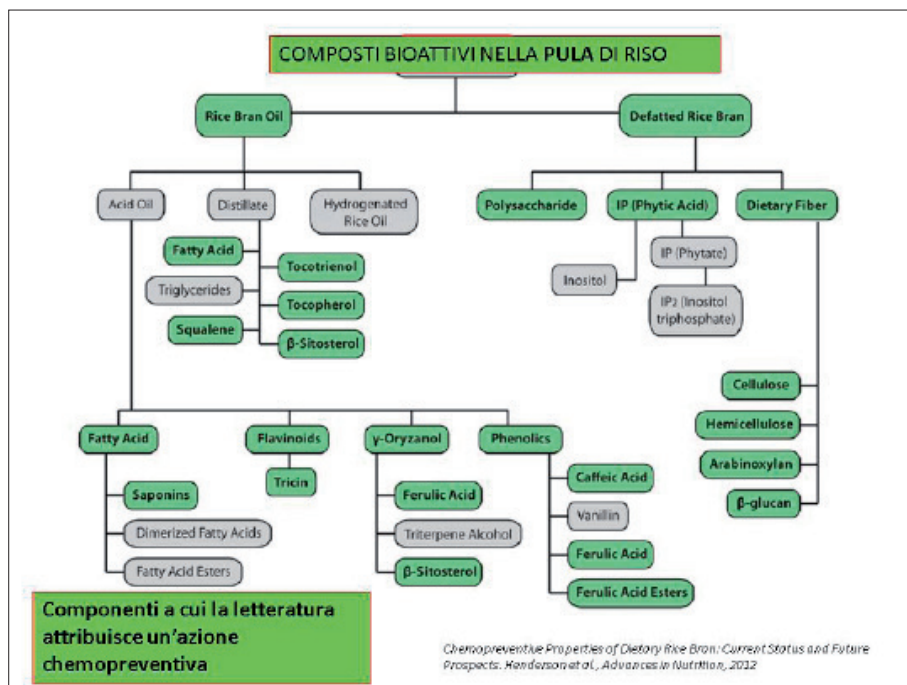 COMPOSTI BIOATTIVI NELLA PULA DI RISO
Rice Bran Oil
Defatted Rice Bran
Acid Oil
Distillate
Hydrogenated
Rice Oil
Polysaccharide
IP (Phytic Acid)
Dietary Fiber
Fatty Acid
Tocotrienol
Triglycerides
Tocopherol
Squalene
β-Sitosterol
Inositol
IP (Phytate)
IP3 (Inositol
triphosphate)
Cellulose
Hemicellulose
Arabinoxylan
β-glucan
Fatty Acid
Flavinoids
γ-Oryzanol
Phenolics
Saponins
Tricin
Ferulic Acid
Caffeic Acid
Dimerized Fatty Acids
Triterpene Alcohol
Vanillin
Fatty Acid Esters
β-Sitosterol
Ferulic Acid
Ferulic Acid Esters
Componenti a cui la letteratura
attribuisce un’azione
chemopreventiva
Chemopreventive Properties of Dietary Rice Bran: Current Status and Future
Prospects. Henderson et al., Advances in Nutrition, 2012